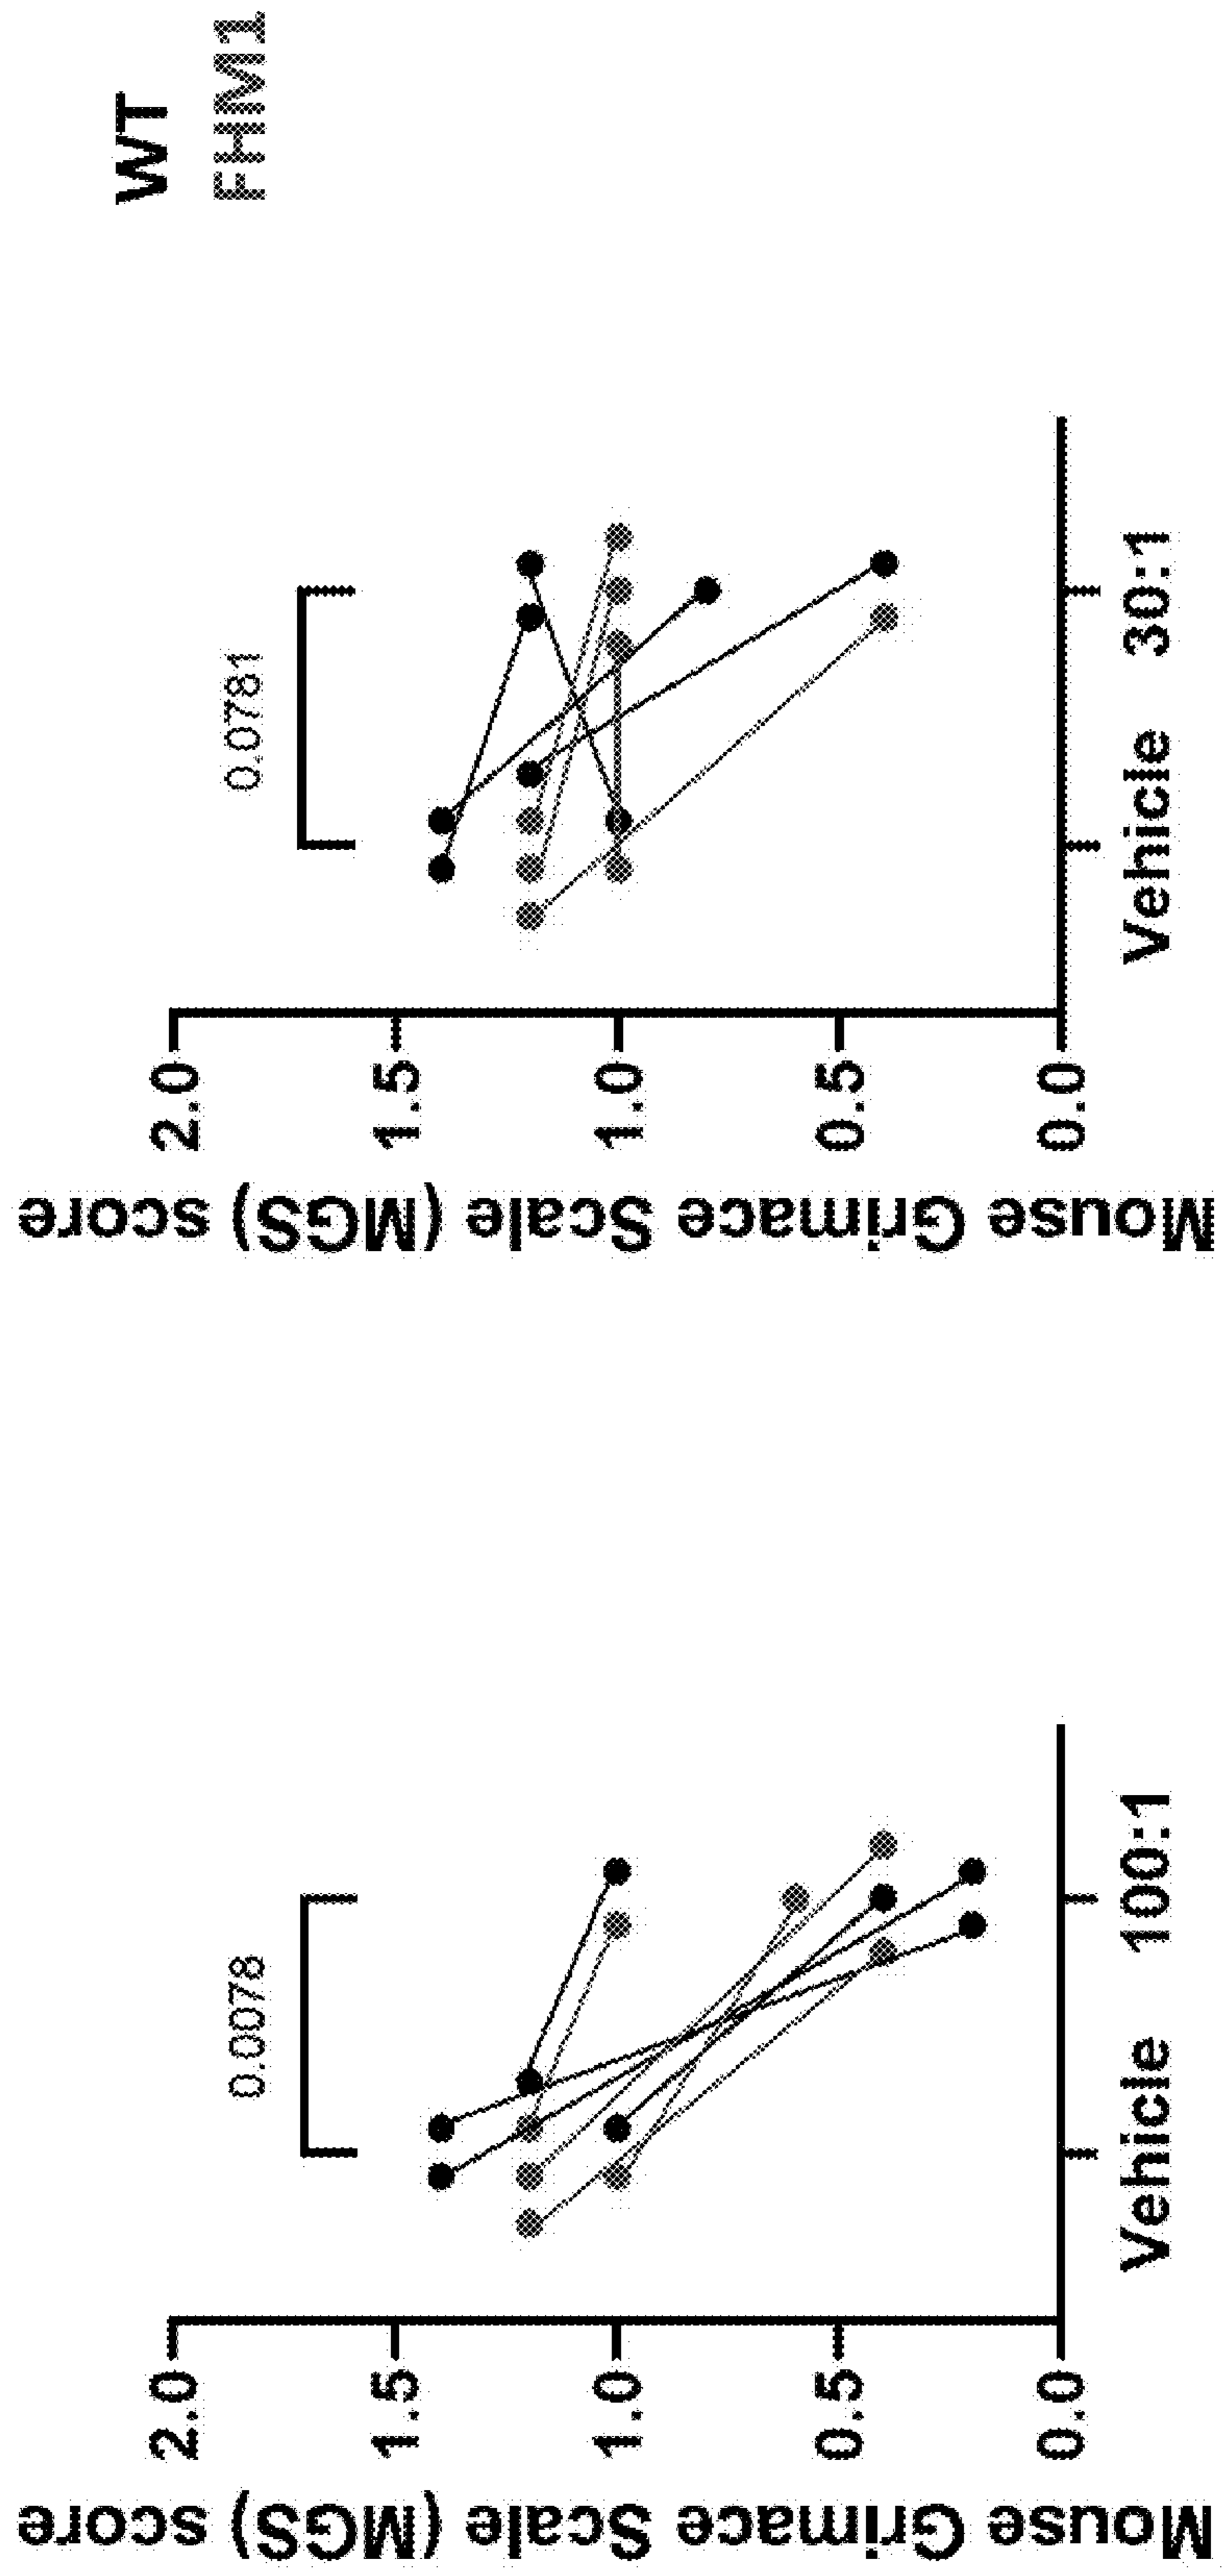 Mouse Grimace Scale (MGS) score
2.0
1.5
1.0
0.5
0.0
0.0078
Vehicle 100:1
Mouse Grimace Scale (MGS) score
2.0
1.5
1.0
0.5
0.0
0.0781
Vehicle 30:1
WT
FHM1